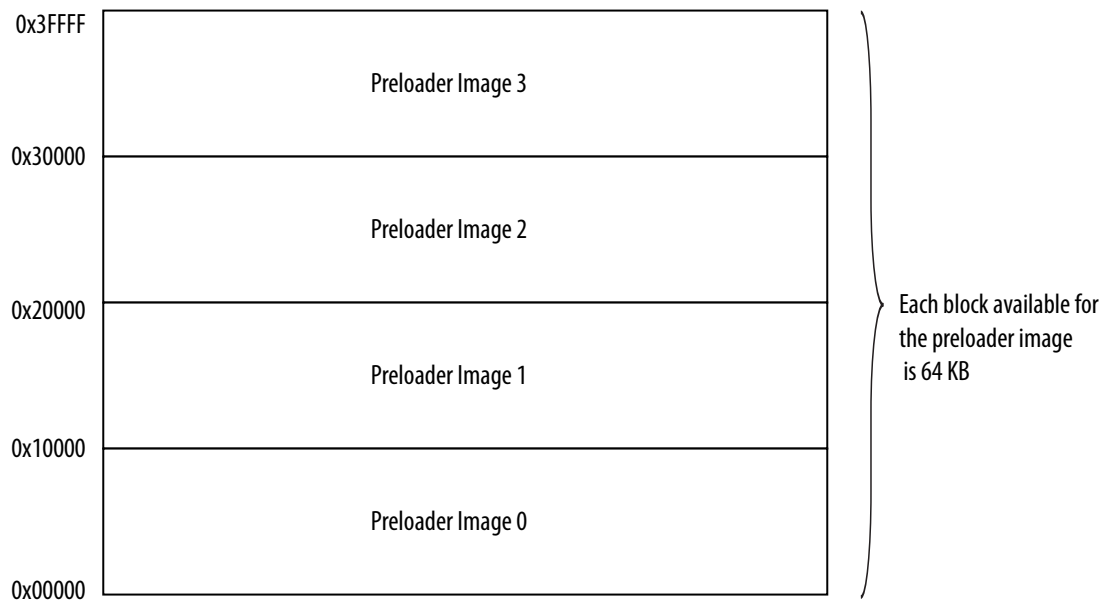 0x3FFFF
Preloader Image 3
0x30000
Preloader Image 2
0x20000
Each block available for
the preloader image
is 64 KB
Preloader Image 1
0x10000
Preloader Image 0
0x00000